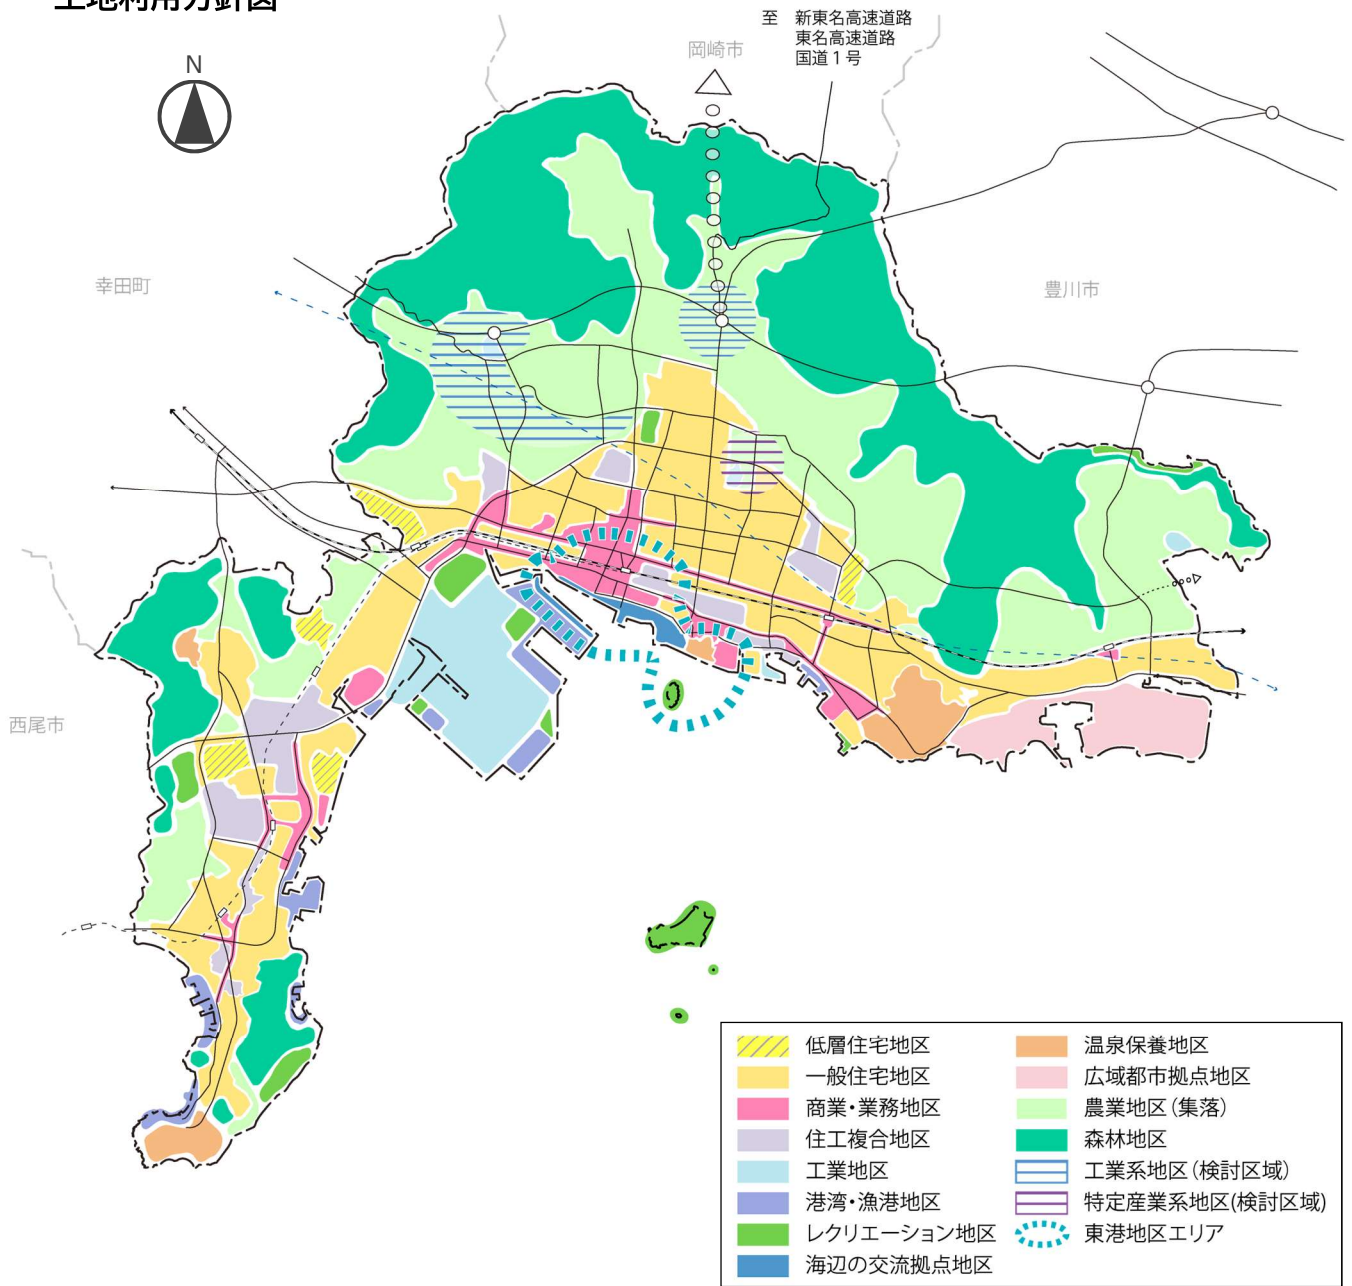 土地利用方針図
至 新東名高速道路
東名高速道路
国道1号
岡崎市
N
幸田町
豊川市
西尾市
低層住宅地区
一般住宅地区
商業・業務地区
住工複合地区
工業地区
港湾・漁港地区
レクリエーション地区
海辺の交流拠点地区
温泉保養地区
広域都市拠点地区
農業地区(集落)
森林地区
工業系地区(検討区域)
特定産業系地区(検討区域)
東港地区エリア